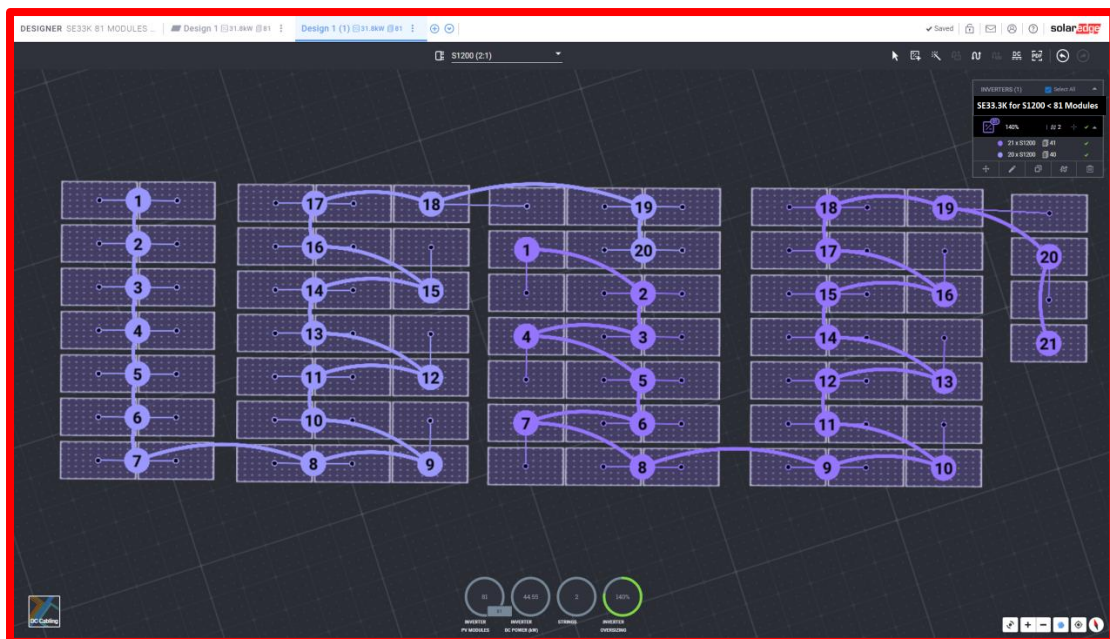 DESIGNER SE33K 81 MODULES ... Design 1 31.8kW 81 Design 1 (1) 31.8kW 81 Saved solaredge
S1200 (2:1) PDF
INVERTERS (1) Select All
SE33.3K for S1200 < 81 Modules
140% 2
21 x S1200 41
20 x S1200 40
1 17 18 19 18 19
2 16 1 20 17 20
3 14 15 2 15 16
4 13 4 3 14 21
5 11 12 5 12 13
6 10 7 6 11
7 8 9 8 9 10
81 44.55 2 140%
81
INVERTER INVERTER STRINGS INVERTER
PV MODULES DC POWER (kW) OVERSIZING
DC Cabling